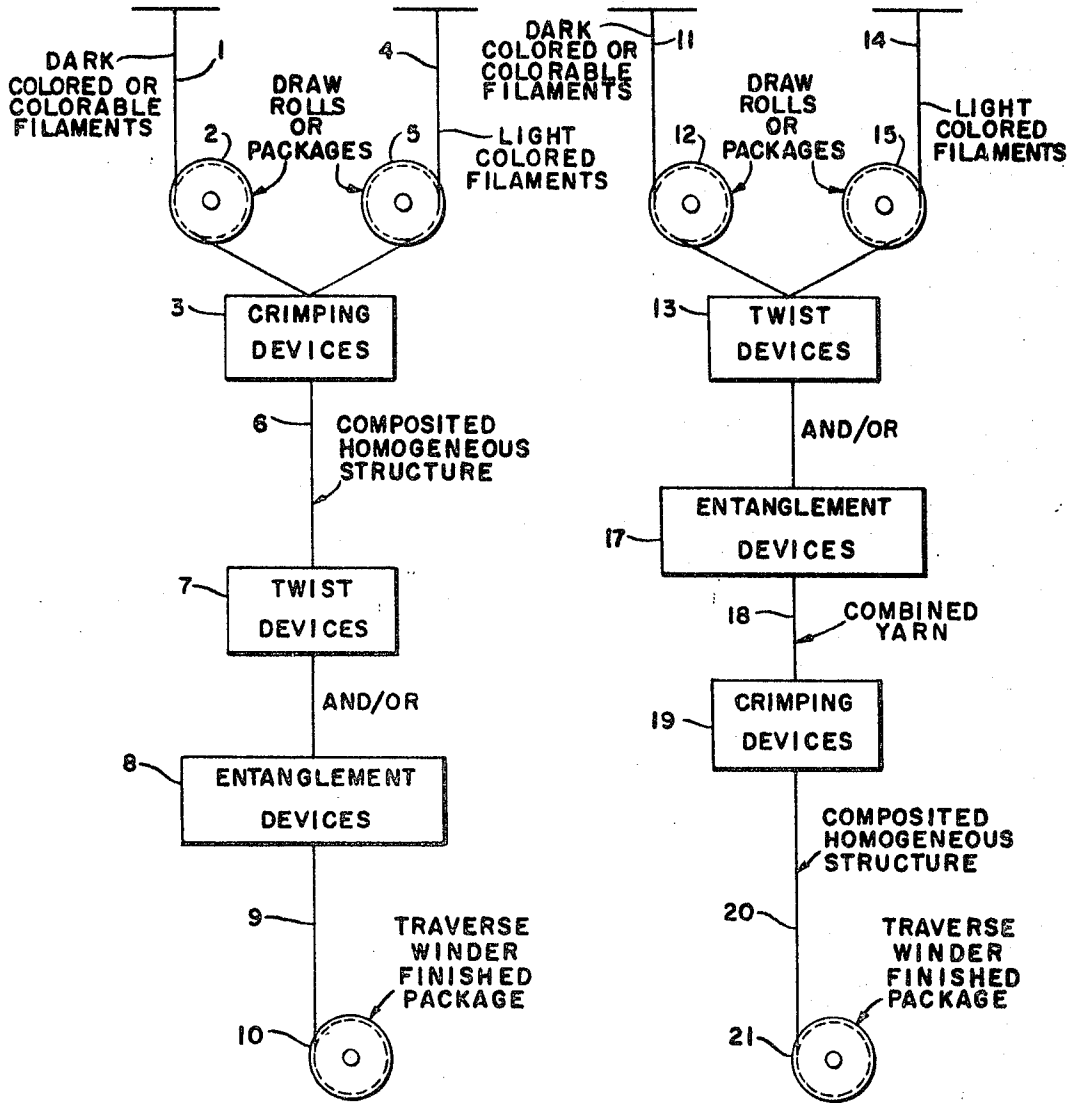 DARK
COLORED OR
COLORABLE
FILAMENTS
1
2
DRAW
ROLLS
OR
PACKAGES
4
5
LIGHT
COLORED
FILAMENTS
3
CRIMPING
DEVICES
6
COMPOSITED
HOMOGENEOUS
STRUCTURE
7
TWIST
DEVICES
AND/OR
8
ENTANGLEMENT
DEVICES
9
TRAVERSE
WINDER
FINISHED
PACKAGE
10
DARK
COLORED OR
COLORABLE
FILAMENTS
11
12
DRAW
ROLLS
OR
PACKAGES
14
15
LIGHT
COLORED
FILAMENTS
13
TWIST
DEVICES
AND/OR
17
ENTANGLEMENT
DEVICES
18
COMBINED
YARN
19
CRIMPING
DEVICES
COMPOSITED
HOMOGENEOUS
STRUCTURE
20
TRAVERSE
WINDER
FINISHED
PACKAGE
21